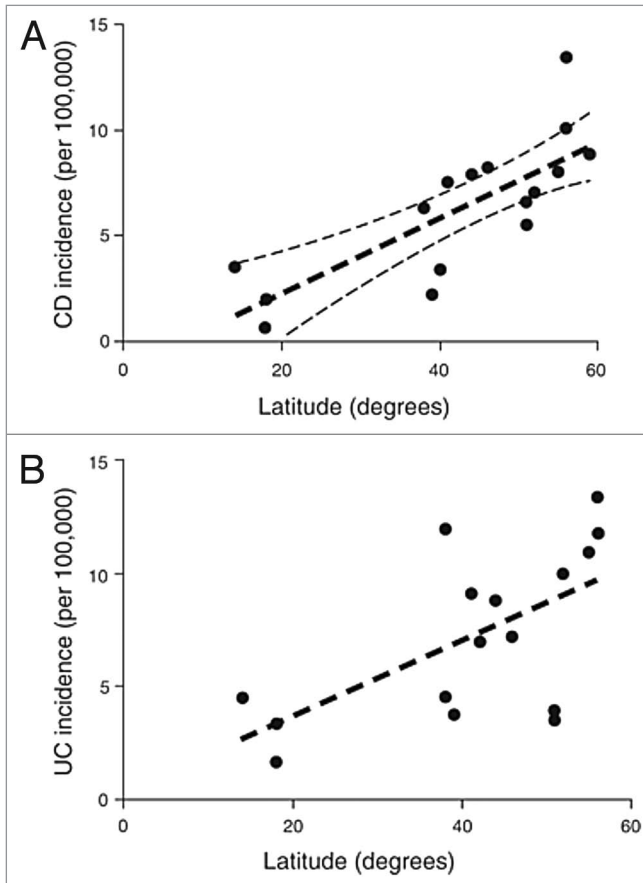 A
CD incidence (per 100,000)
15
10
5
0
0 20 40 60
Latitude (degrees)
B
UC incidence (per 100,000)
15
10
5
0
0 20 40 60
Latitude (degrees)